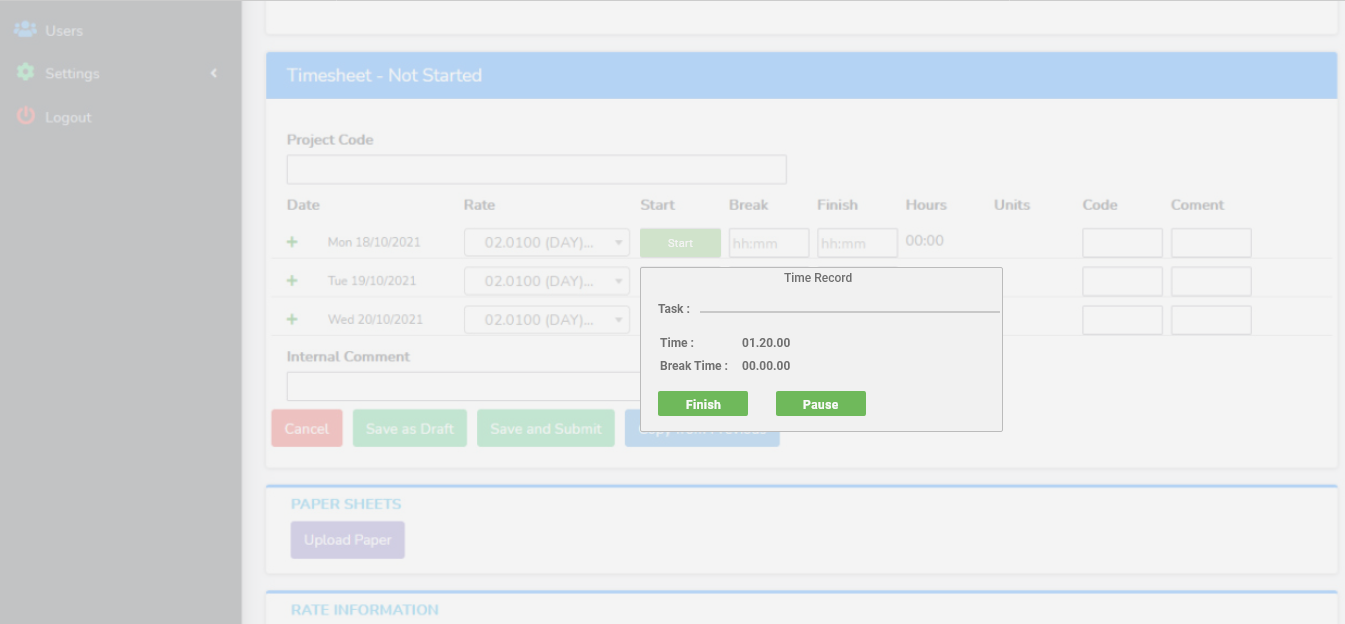 Users
Settings
Logout
Timesheet - Not Started
Project Code
Date Rate Start Break Finish Hours Units Code Coment
+ Mon 18/10/2021 02.0100 (DAY)... Start hh:mm hh:mm 00:00
+ Tue 19/10/2021 02.0100 (DAY)...
+ Wed 20/10/2021 02.0100 (DAY)...
Time Record
Task :
Time : 01.20.00
Break Time : 00.00.00
Finish Pause
Internal Comment
Cancel Save as Draft Save and Submit Copy from Previous
PAPER SHEETS
Upload Paper
RATE INFORMATION